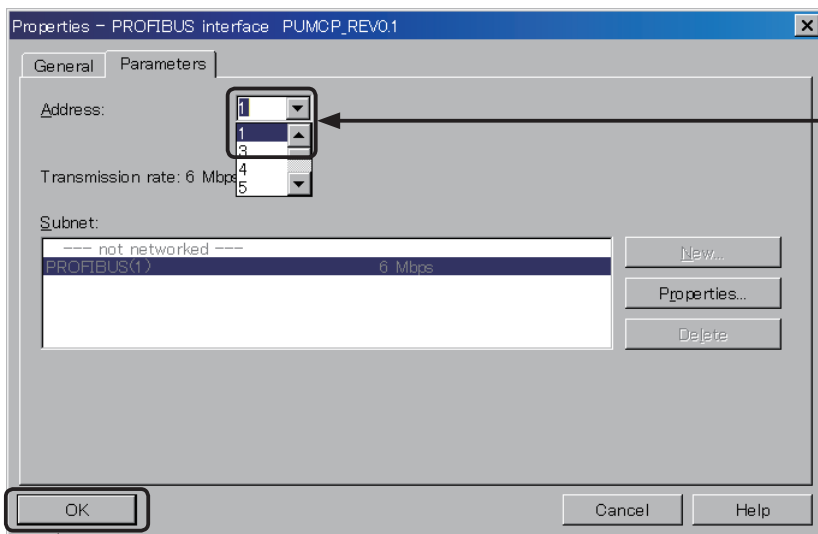 Properties - PROFIBUS interface PUMCP_REV0.1
General Parameters
Address: 1
1
3
4
Transmission rate: 6 Mbps
5
Subnet:
--- not networked ---
New...
PROFIBUS(1) 6 Mbps
Properties...
Delete
OK Cancel Help